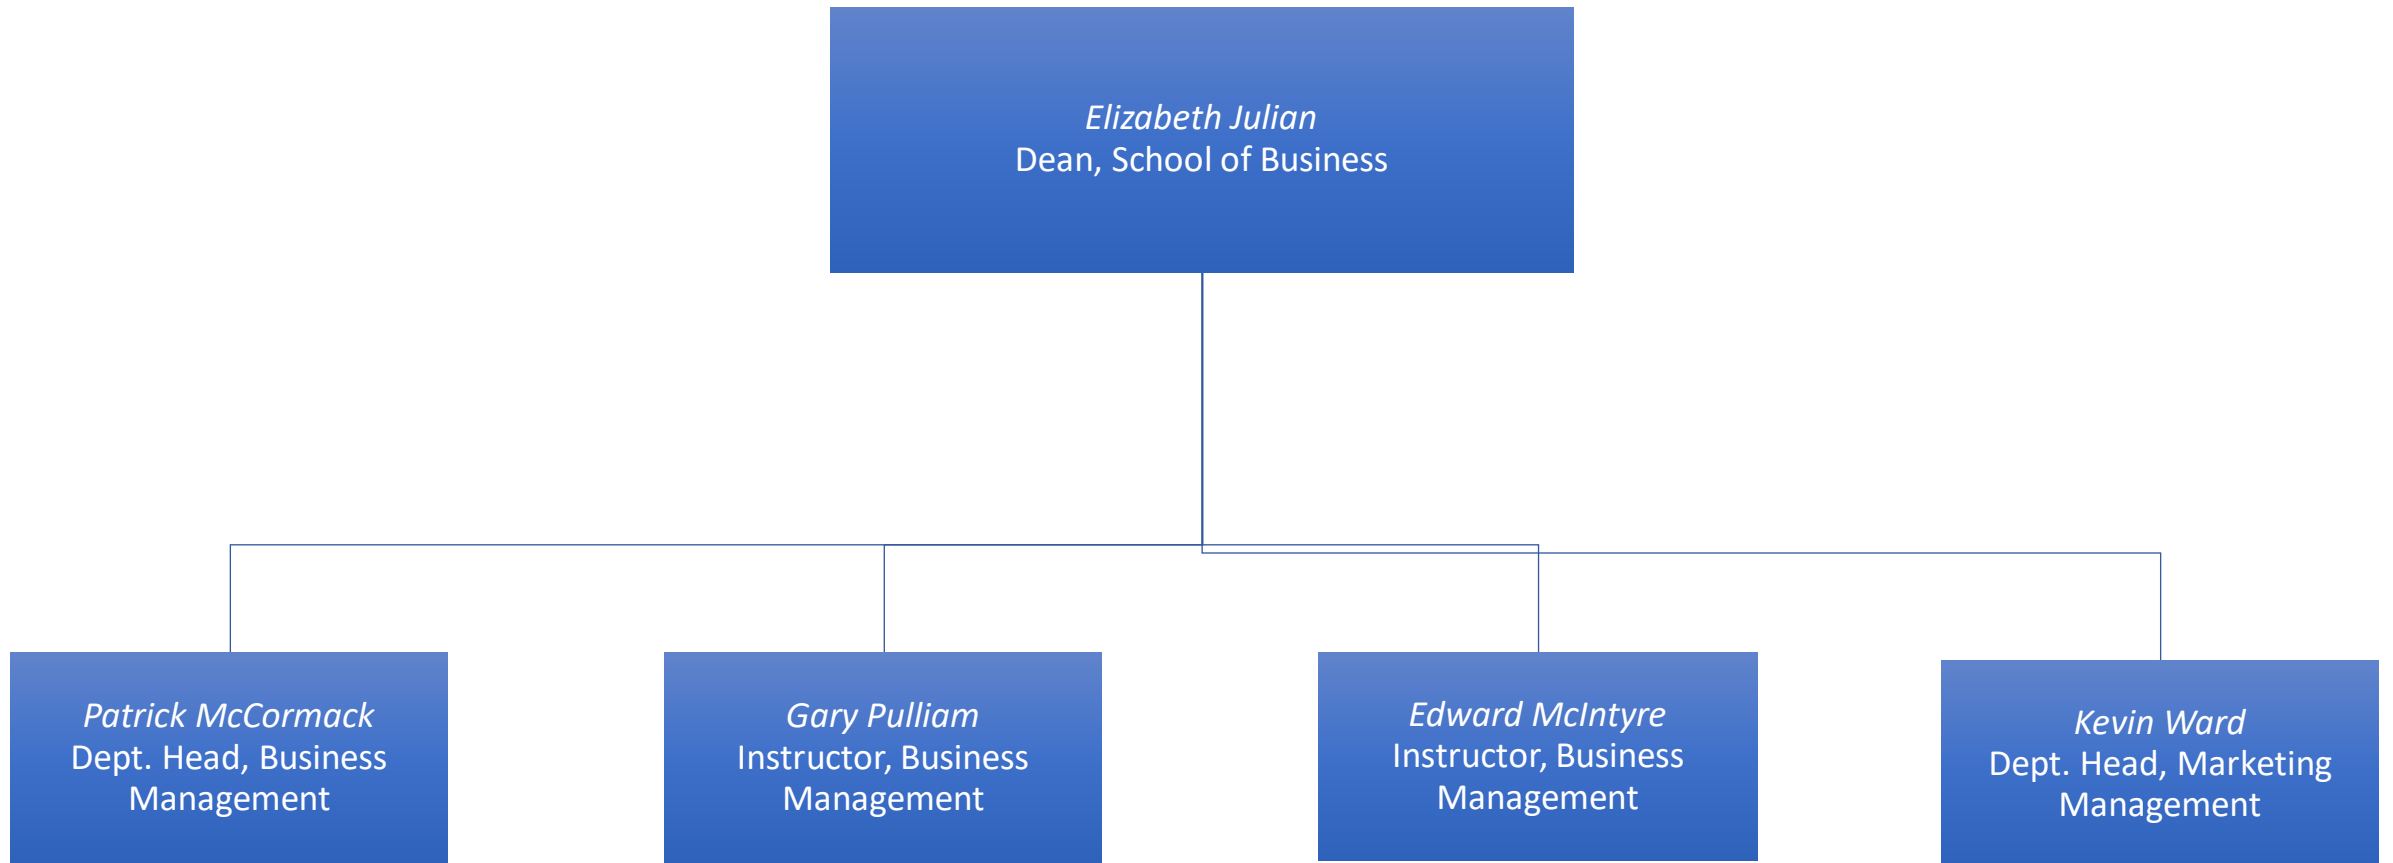 Elizabeth Julian
Dean, School of Business
Patrick McCormack
Dept. Head, Business
Management
Gary Pulliam
Instructor, Business
Management
Edward McIntyre
Instructor, Business
Management
Kevin Ward
Dept. Head, Marketing
Management